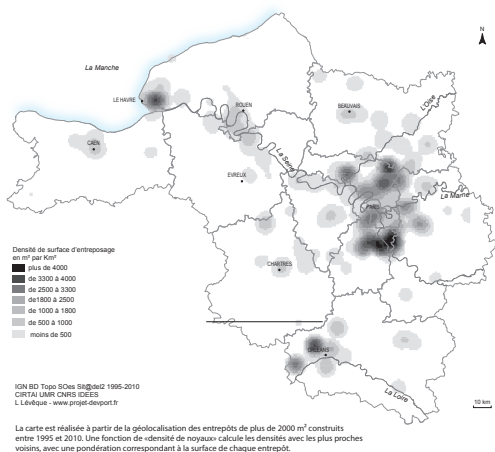 N
La Manche
LE HAVRE
ROUEN
BEAUVAIS
L'Oise
CAEN
La Seine
EVREUX
PARIS
La Marne
CHARTRES
Densité de surface d'entreposage
en m² par Km²
plus de 4000
de 3300 à 4000
de 2500 à 3300
de1800 à 2500
de 1000 à 1800
de 500 à 1000
moins de 500
ORLEANS
La Loire
IGN BD Topo SOes Sit@del2 1995-2010
CIRTAI UMR CNRS IDEES
L Lévêque - www.projet-devport.fr
10 km
La carte est réalisée à partir de la géolocalisation des entrepôts de plus de 2000 m² construits
entre 1995 et 2010. Une fonction de «densité de noyaux» calcule les densités avec les plus proches
voisins, avec une pondération correspondant à la surface de chaque entrepôt.